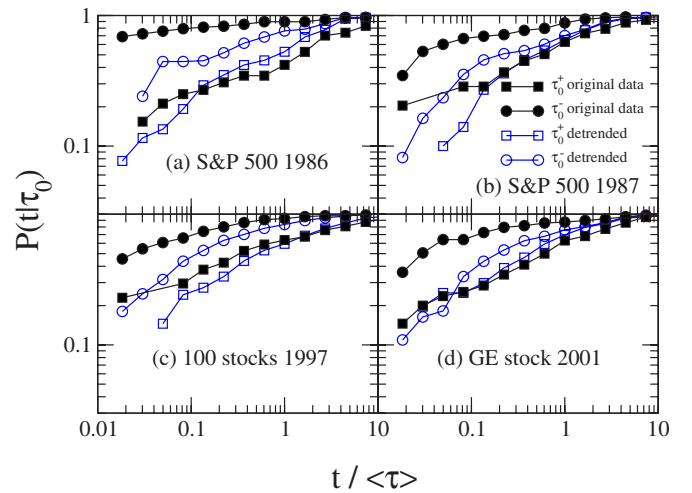 1
0.1
P(t|τ₀)
(a) S&P 500 1986
τ₀⁺ original data
τ₀⁻ original data
τ₀⁺ detrended
τ₀⁻ detrended
(b) S&P 500 1987
0.1
(c) 100 stocks 1997
(d) GE stock 2001
0.01 0.1 1 10 0.1 1 10
t / <τ>